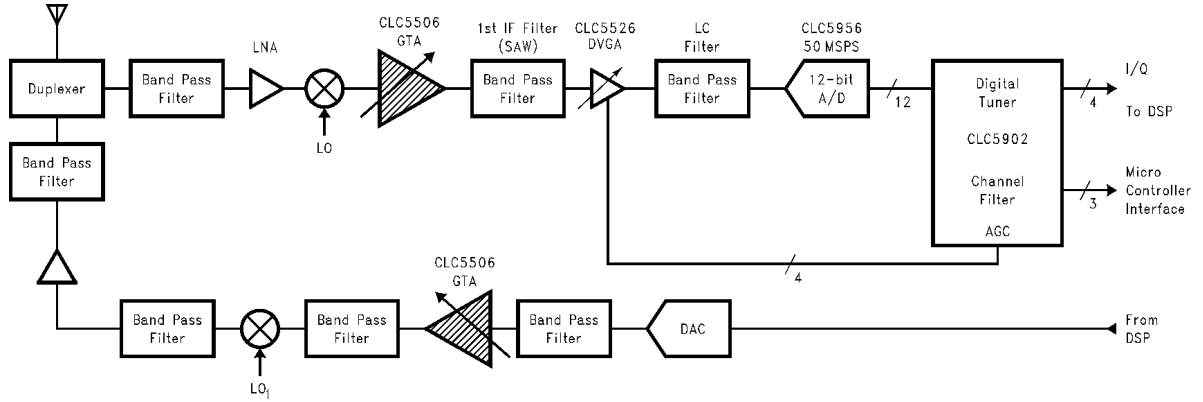 CLC5506
GTA
LNA
1st IF Filter
(SAW)
CLC5526
DVGA
LC
Filter
CLC5956
50 MSPS
Duplexer
Band Pass
Filter
LO
Band Pass
Filter
Band Pass
Filter
12-bit
A/D
12
Digital
Tuner
CLC5902
Channel
Filter
AGC
I/Q
4
To DSP
Micro
Controller
Interface
3
Band Pass
Filter
4
CLC5506
GTA
Band Pass
Filter
LO1
Band Pass
Filter
Band Pass
Filter
DAC
From
DSP